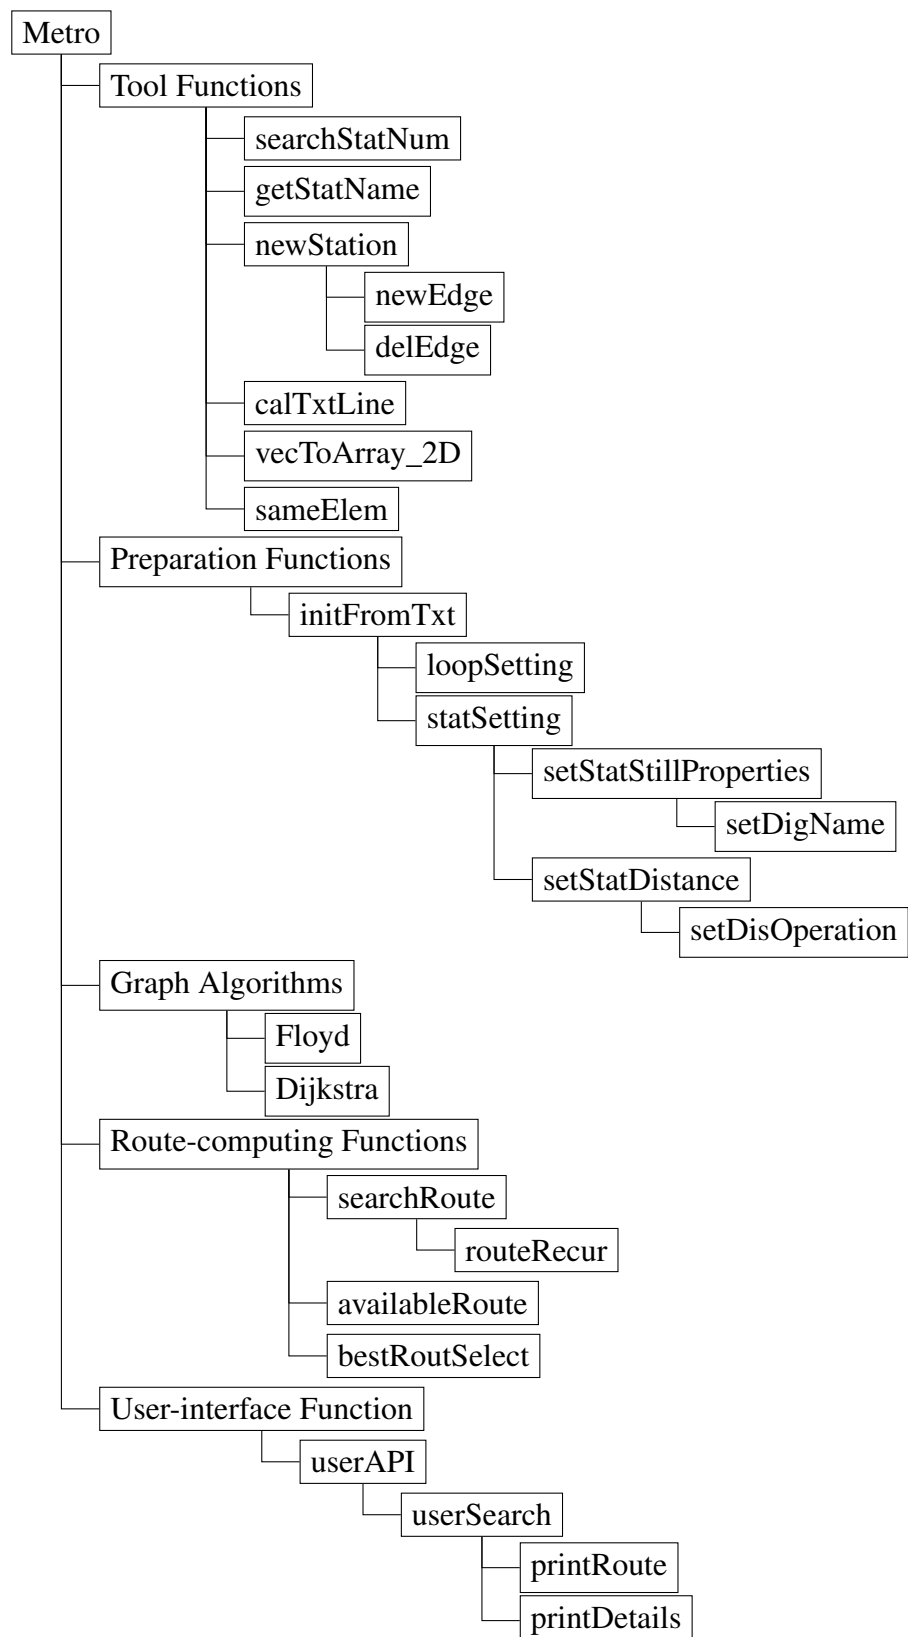 Metro
Tool Functions
searchStatNum
getStatName
newStation
newEdge
delEdge
calTxtLine
vecToArray_2D
sameElem
Preparation Functions
initFromTxt
loopSetting
statSetting
setStatStillProperties
setDigName
setStatDistance
setDisOperation
Graph Algorithms
Floyd
Dijkstra
Route-computing Functions
searchRoute
routeRecur
availableRoute
bestRoutSelect
User-interface Function
userAPI
userSearch
printRoute
printDetails